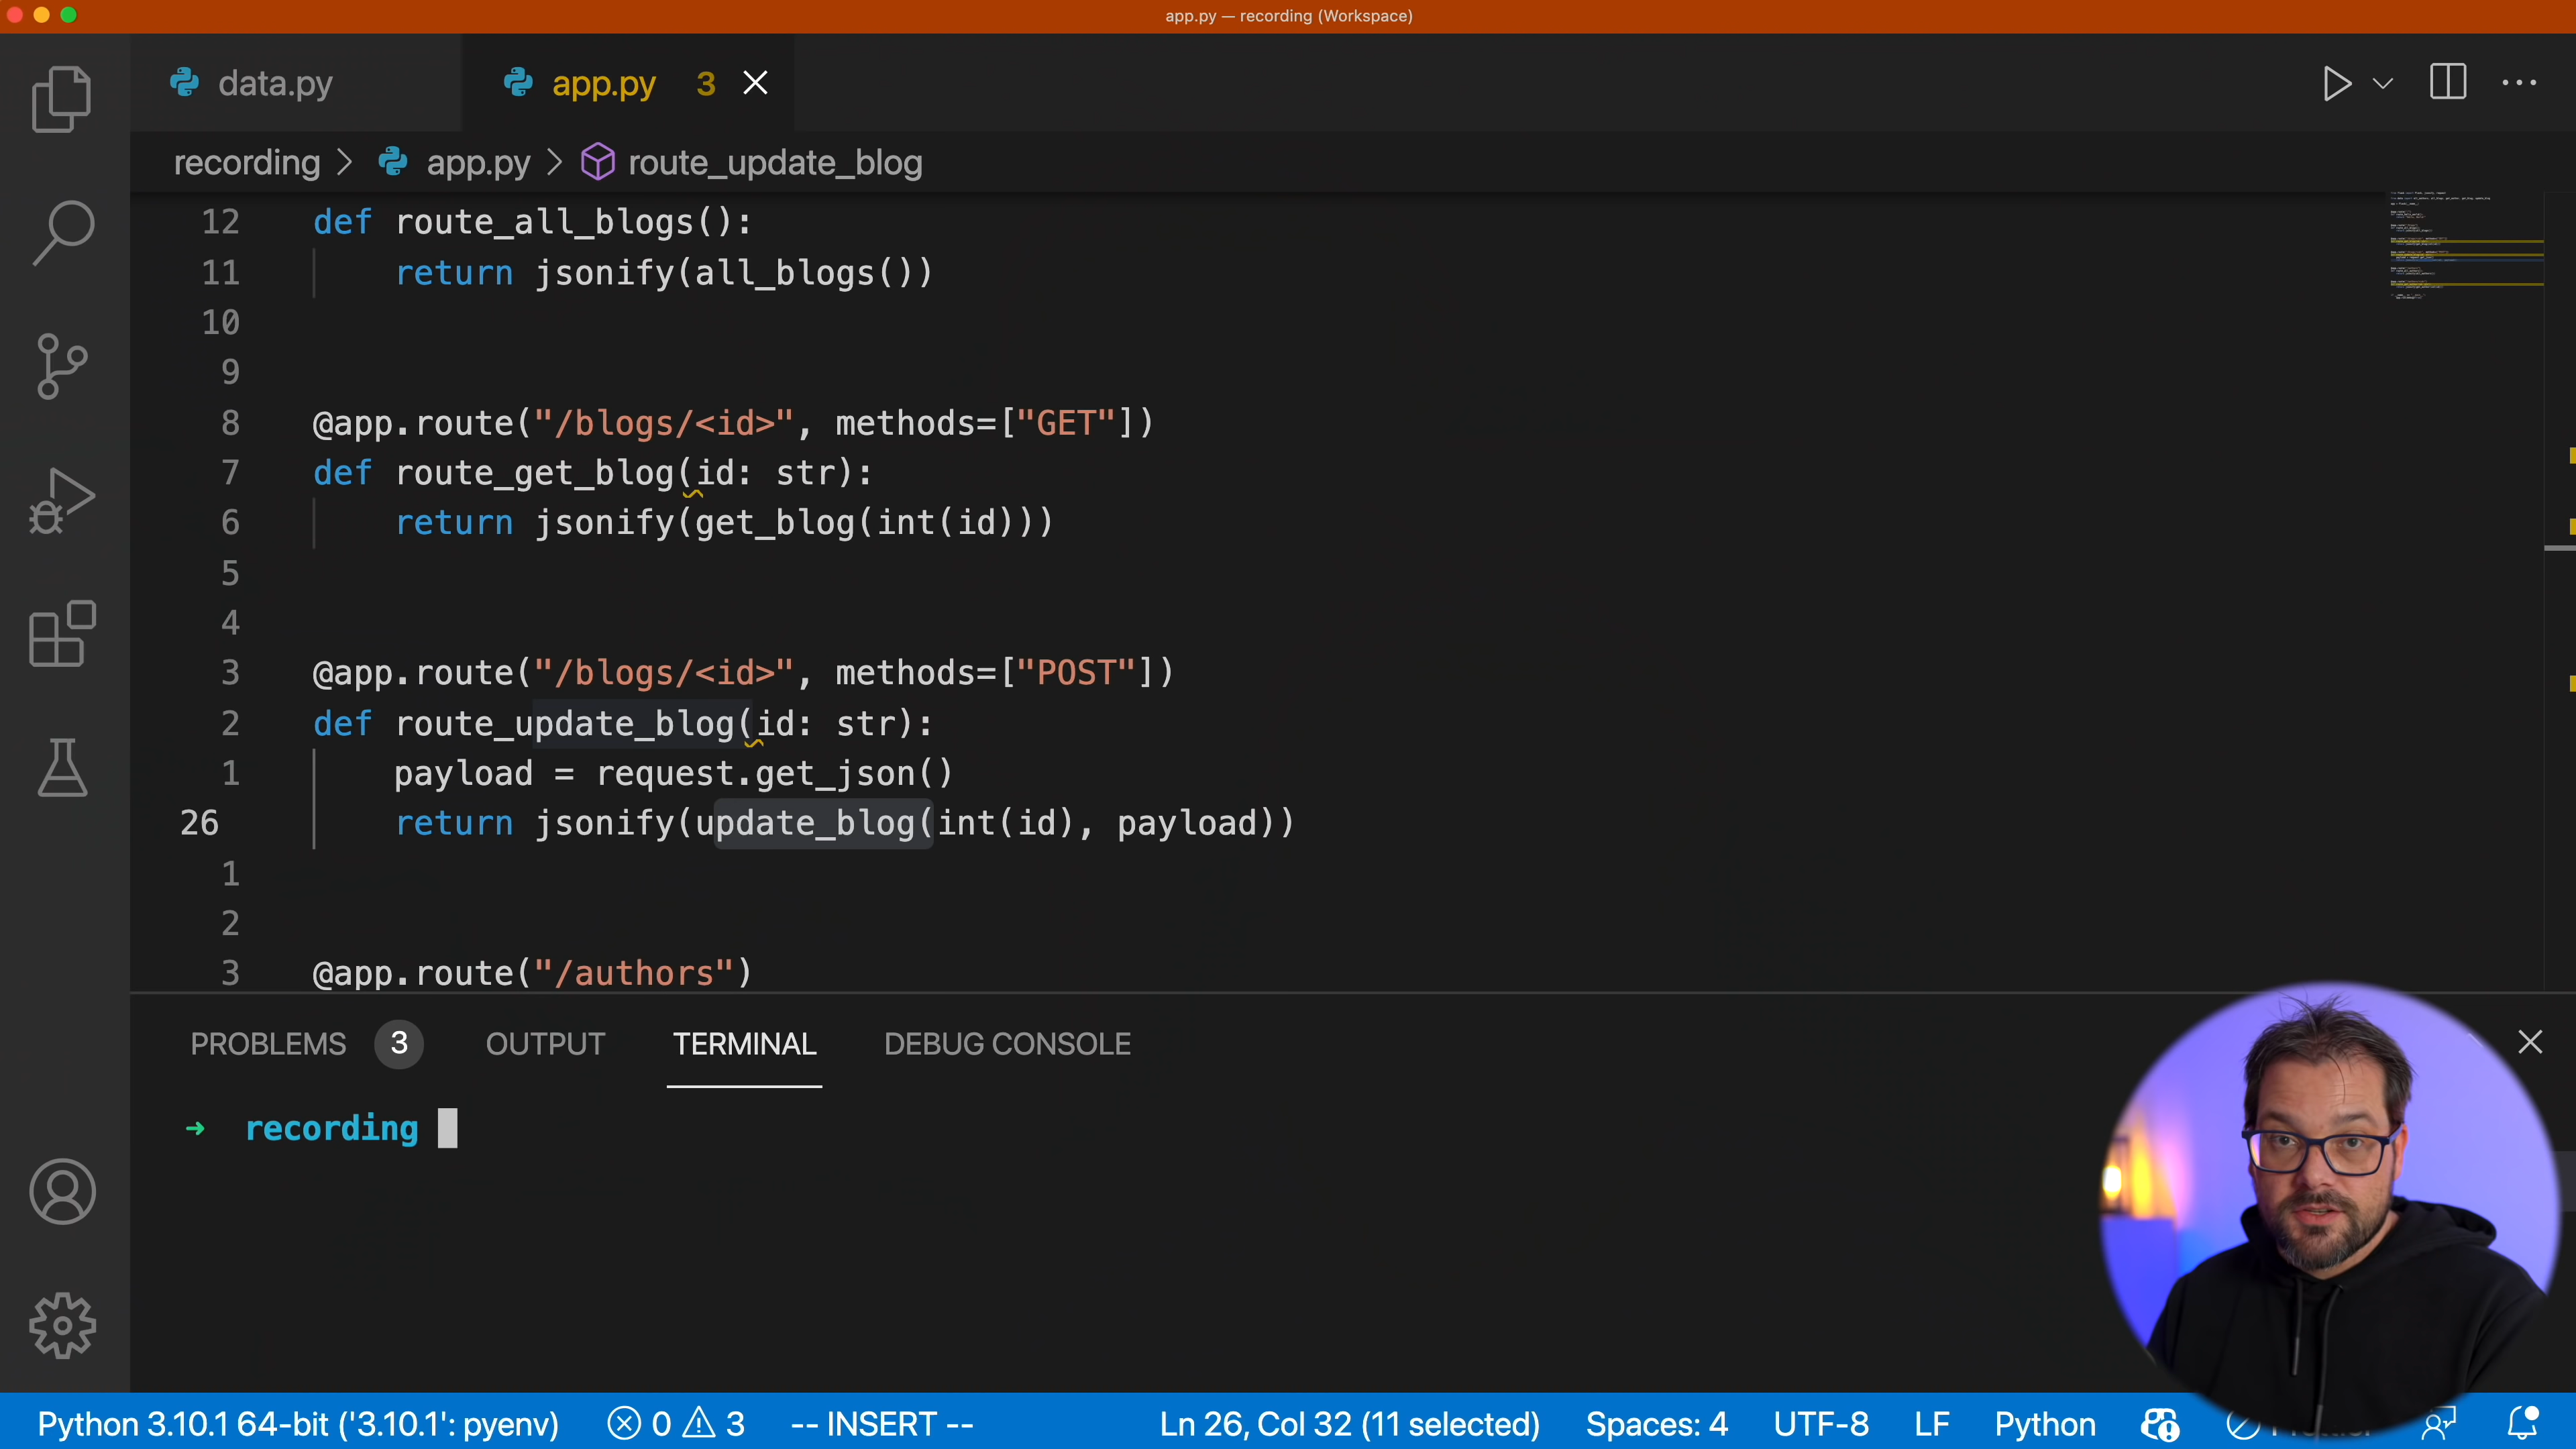 app.py — recording (Workspace)
data.py
app.py 3
recording > app.py > route_update_blog
12 def route_all_blogs():
11 return jsonify(all_blogs())
10
9
8 @app.route("/blogs/<id>", methods=["GET"])
7 def route_get_blog(id: str):
6 return jsonify(get_blog(int(id)))
5
4
3 @app.route("/blogs/<id>", methods=["POST"])
2 def route_update_blog(id: str):
1 payload = request.get_json()
26 return jsonify(update_blog(int(id), payload))
1
2
3 @app.route("/authors")
PROBLEMS 3 OUTPUT TERMINAL DEBUG CONSOLE
→ recording
Python 3.10.1 64-bit ('3.10.1': pyenv) 0 3 -- INSERT -- Ln 26, Col 32 (11 selected) Spaces: 4 UTF-8 LF Python